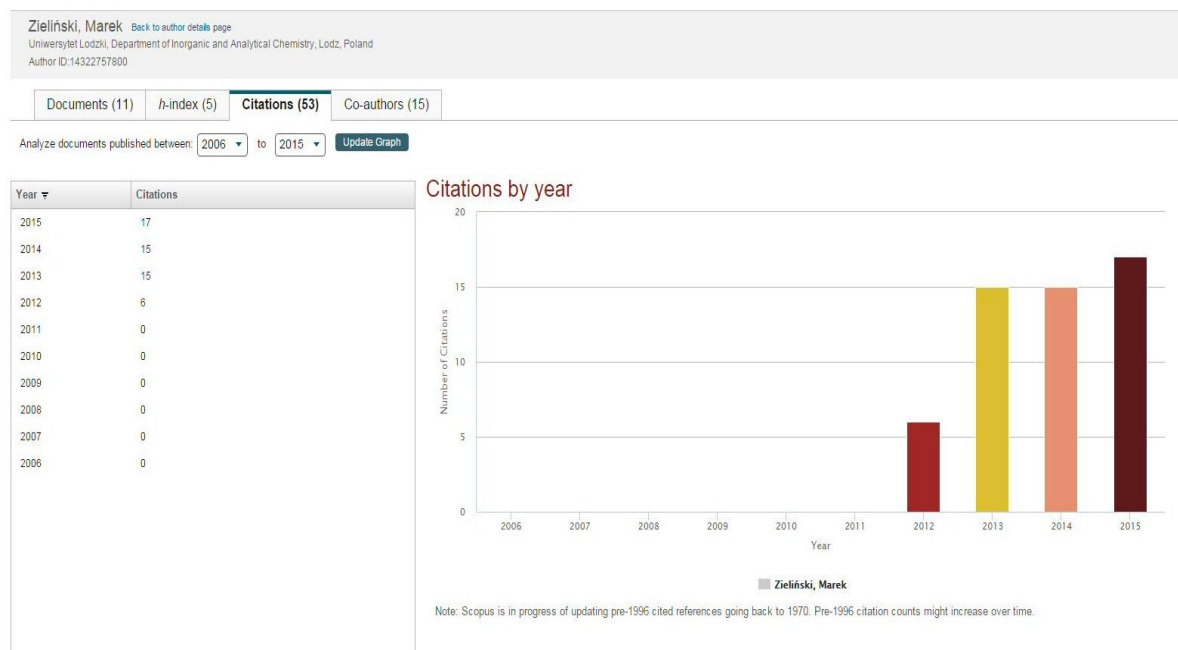 Zieliński, Marek Back to author details page
Uniwersytet Lodzki, Department of Inorganic and Analytical Chemistry, Lodz, Poland
Author ID:14322757800
Documents (11) h-index (5) Citations (53) Co-authors (15)
Analyze documents published between: 2006 to 2015 Update Graph
Year Citations
2015 17
2014 15
2013 15
2012 6
2011 0
2010 0
2009 0
2008 0
2007 0
2006 0
Citations by year
20
15
10
5
0
Number of Citations
2006 2007 2008 2009 2010 2011 2012 2013 2014 2015
Year
Zieliński, Marek
Note: Scopus is in progress of updating pre-1996 cited references going back to 1970. Pre-1996 citation counts might increase over time.